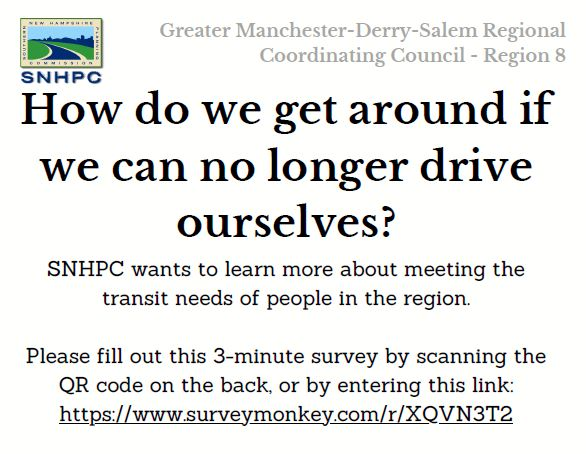 Greater Manchester-Derry-Salem Regional
Coordinating Council - Region 8
SOUTHERN NEW HAMPSHIRE PLANNING COMMISSION
SNHPC
How do we get around if
we can no longer drive
ourselves?
SNHPC wants to learn more about meeting the
transit needs of people in the region.
Please fill out this 3-minute survey by scanning the
QR code on the back, or by entering this link:
https://www.surveymonkey.com/r/XQVN3T2